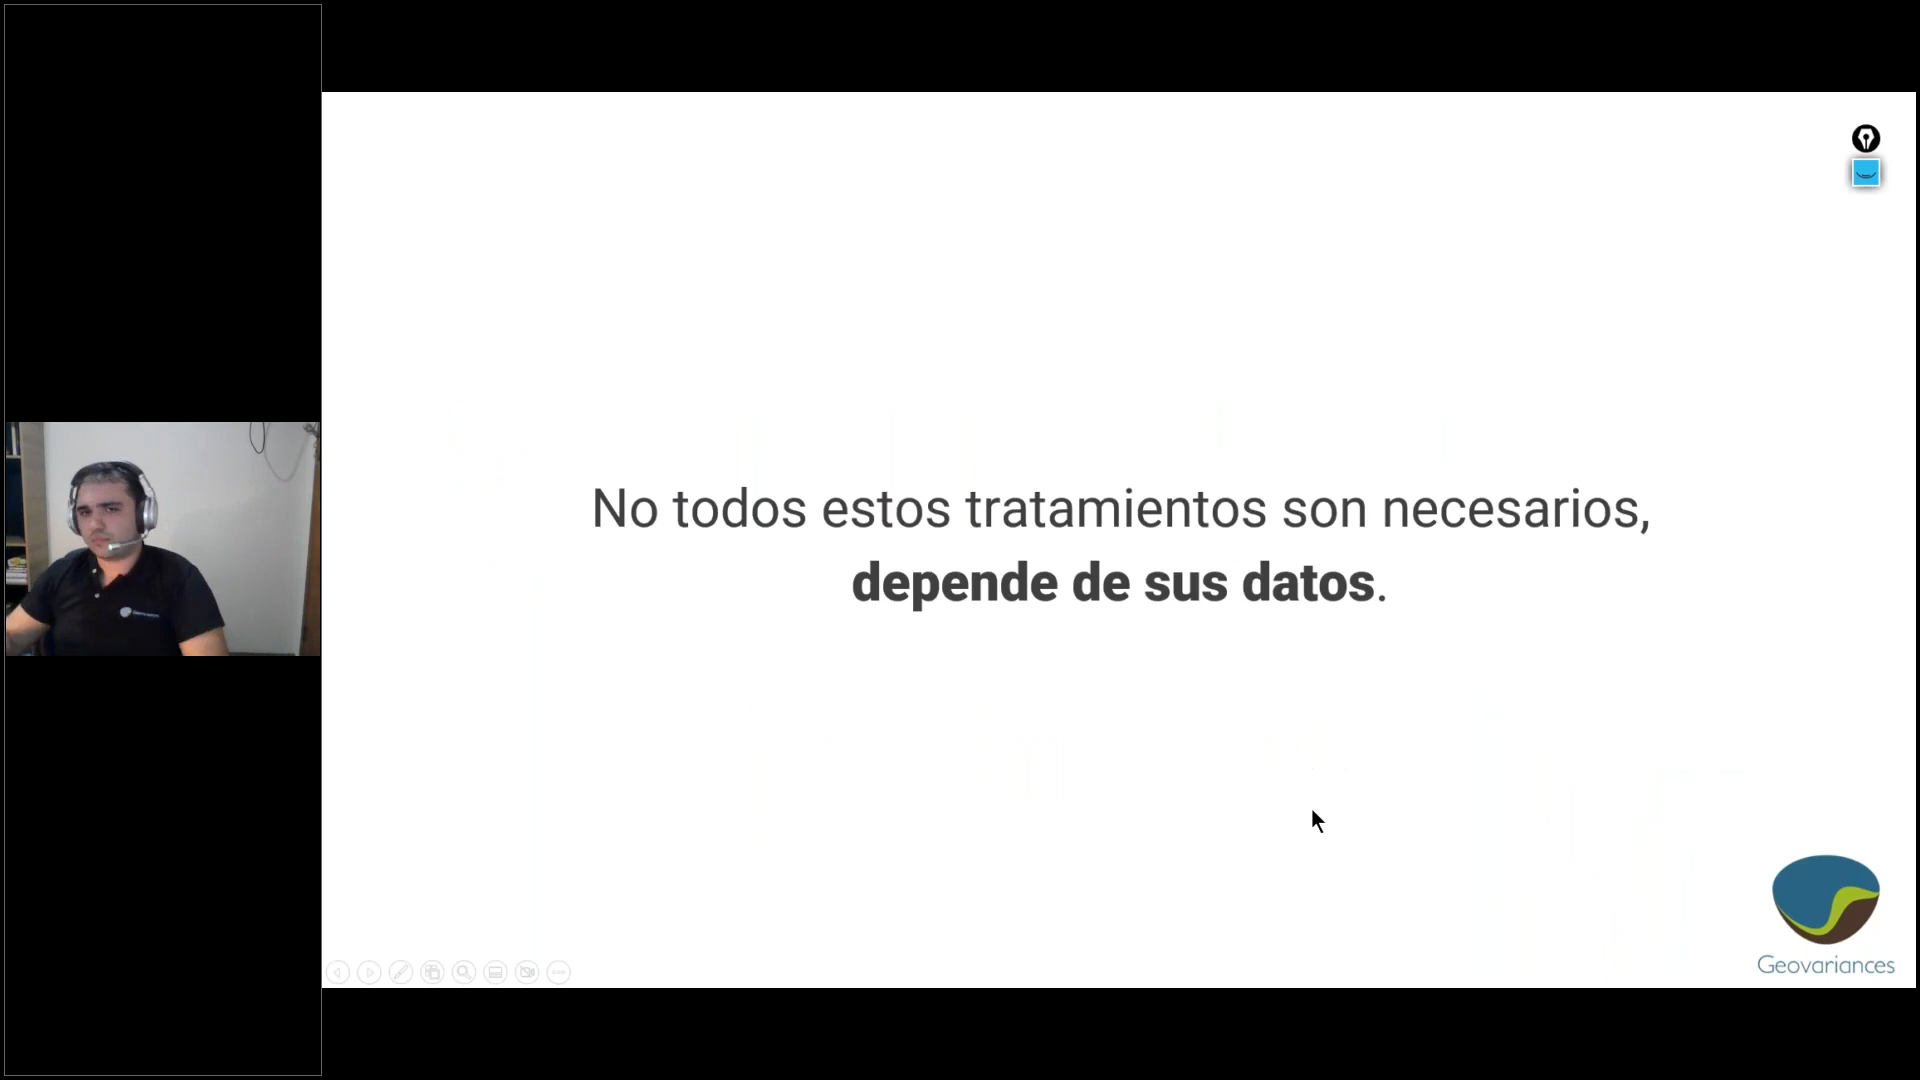 No todos estos tratamientos son necesarios,
depende de sus datos.
Geovariances